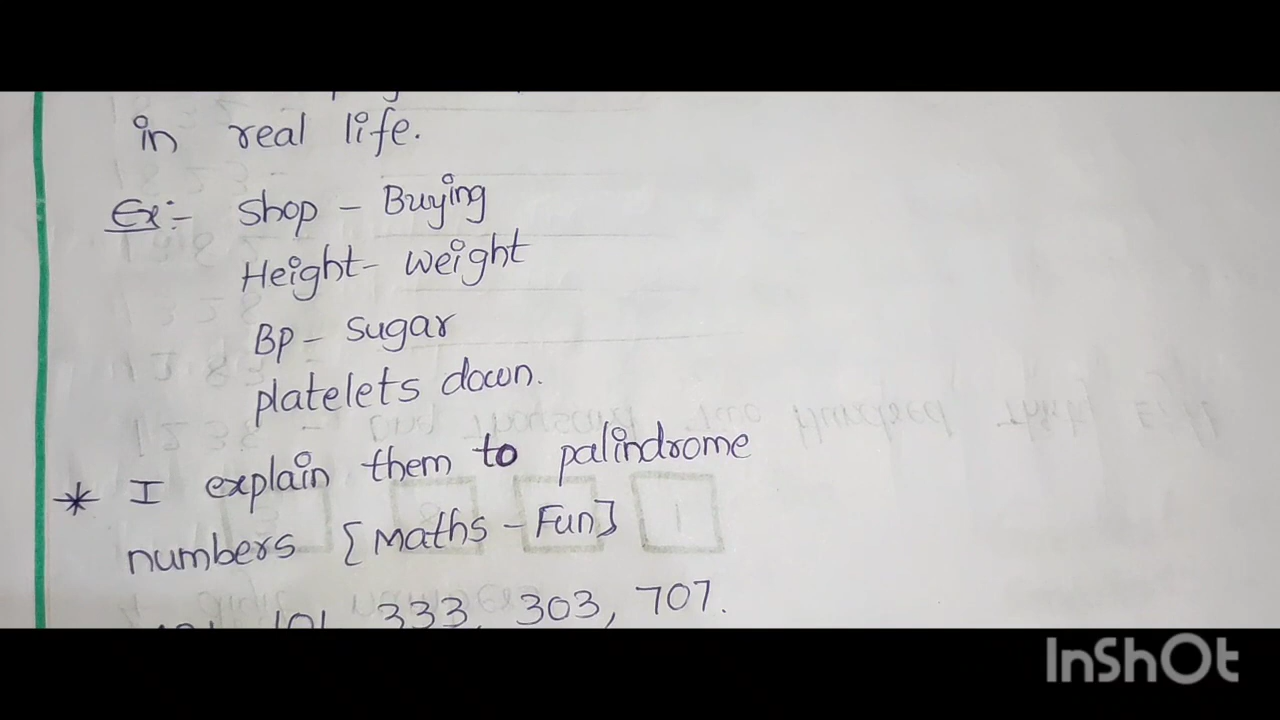 in real life.
Ex:- Shop - Buying
Height - weight
BP - sugar
platelets down.
* I explain them to palindrome
numbers [Maths - Fun]
101, 333, 303, 707.
InShOt